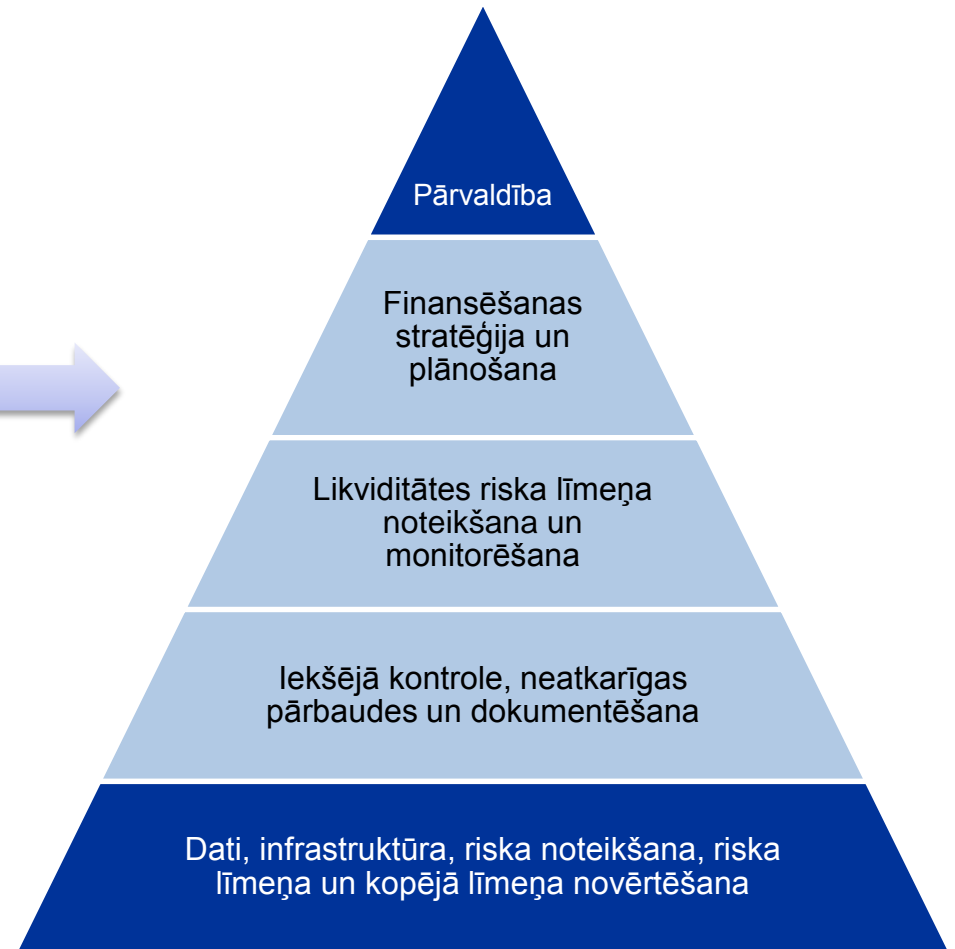 Pārvaldība
Finansēšanas
stratēģija un
plānošana
Likviditātes riska līmeņa
noteikšana un
monitorēšana
Iekšējā kontrole, neatkarīgas
pārbaudes un dokumentēšana
Dati, infrastruktūra, riska noteikšana, riska
līmeņa un kopējā līmeņa novērtēšana